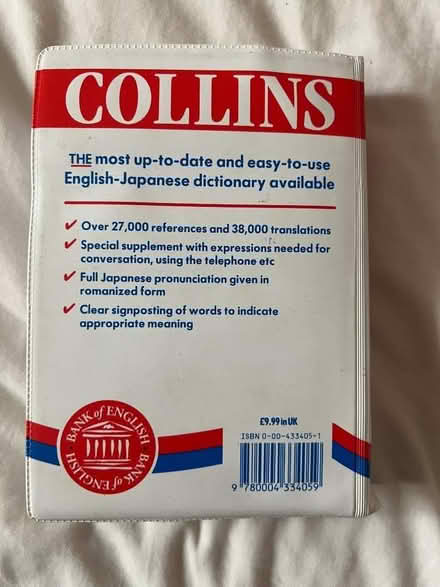 COLLINS
THE most up-to-date and easy-to-use
English-Japanese dictionary available
✓ Over 27,000 references and 38,000 translations
✓ Special supplement with expressions needed for
conversation, using the telephone etc
✓ Full Japanese pronunciation given in
romanized form
✓ Clear signposting of words to indicate
appropriate meaning
BANK of ENGLISH
BANK of ENGLISH
£9.99 in UK
ISBN 0-00-433405-1
9 780004 334059